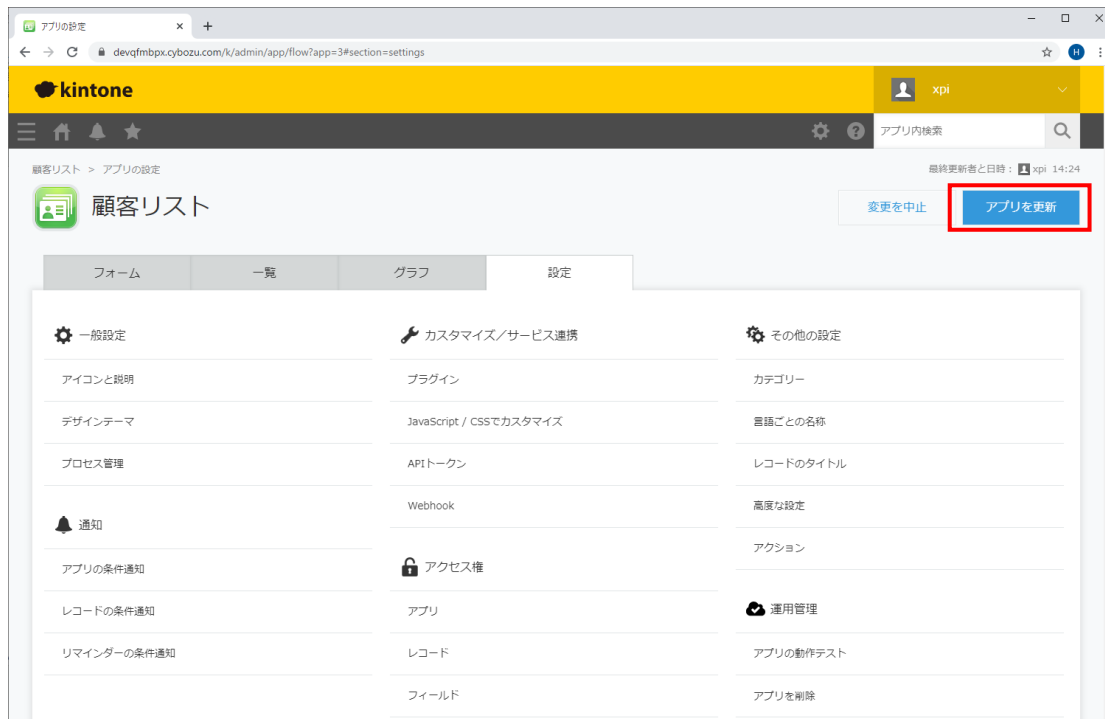 アプリの設定
devqfmbpx.cybozu.com/k/admin/app/flow?app=3#section=settings
H
kintone
xpi
アプリ内検索
顧客リスト > アプリの設定
最終更新者と日時： xpi 14:24
顧客リスト
変更を中止
アプリを更新
フォーム
一覧
グラフ
設定
一般設定
アイコンと説明
デザインテーマ
プロセス管理
通知
アプリの条件通知
レコードの条件通知
リマインダーの条件通知
カスタマイズ／サービス連携
プラグイン
JavaScript / CSSでカスタマイズ
APIトークン
Webhook
アクセス権
アプリ
レコード
フィールド
その他の設定
カテゴリー
言語ごとの名称
レコードのタイトル
高度な設定
アクション
運用管理
アプリの動作テスト
アプリを削除